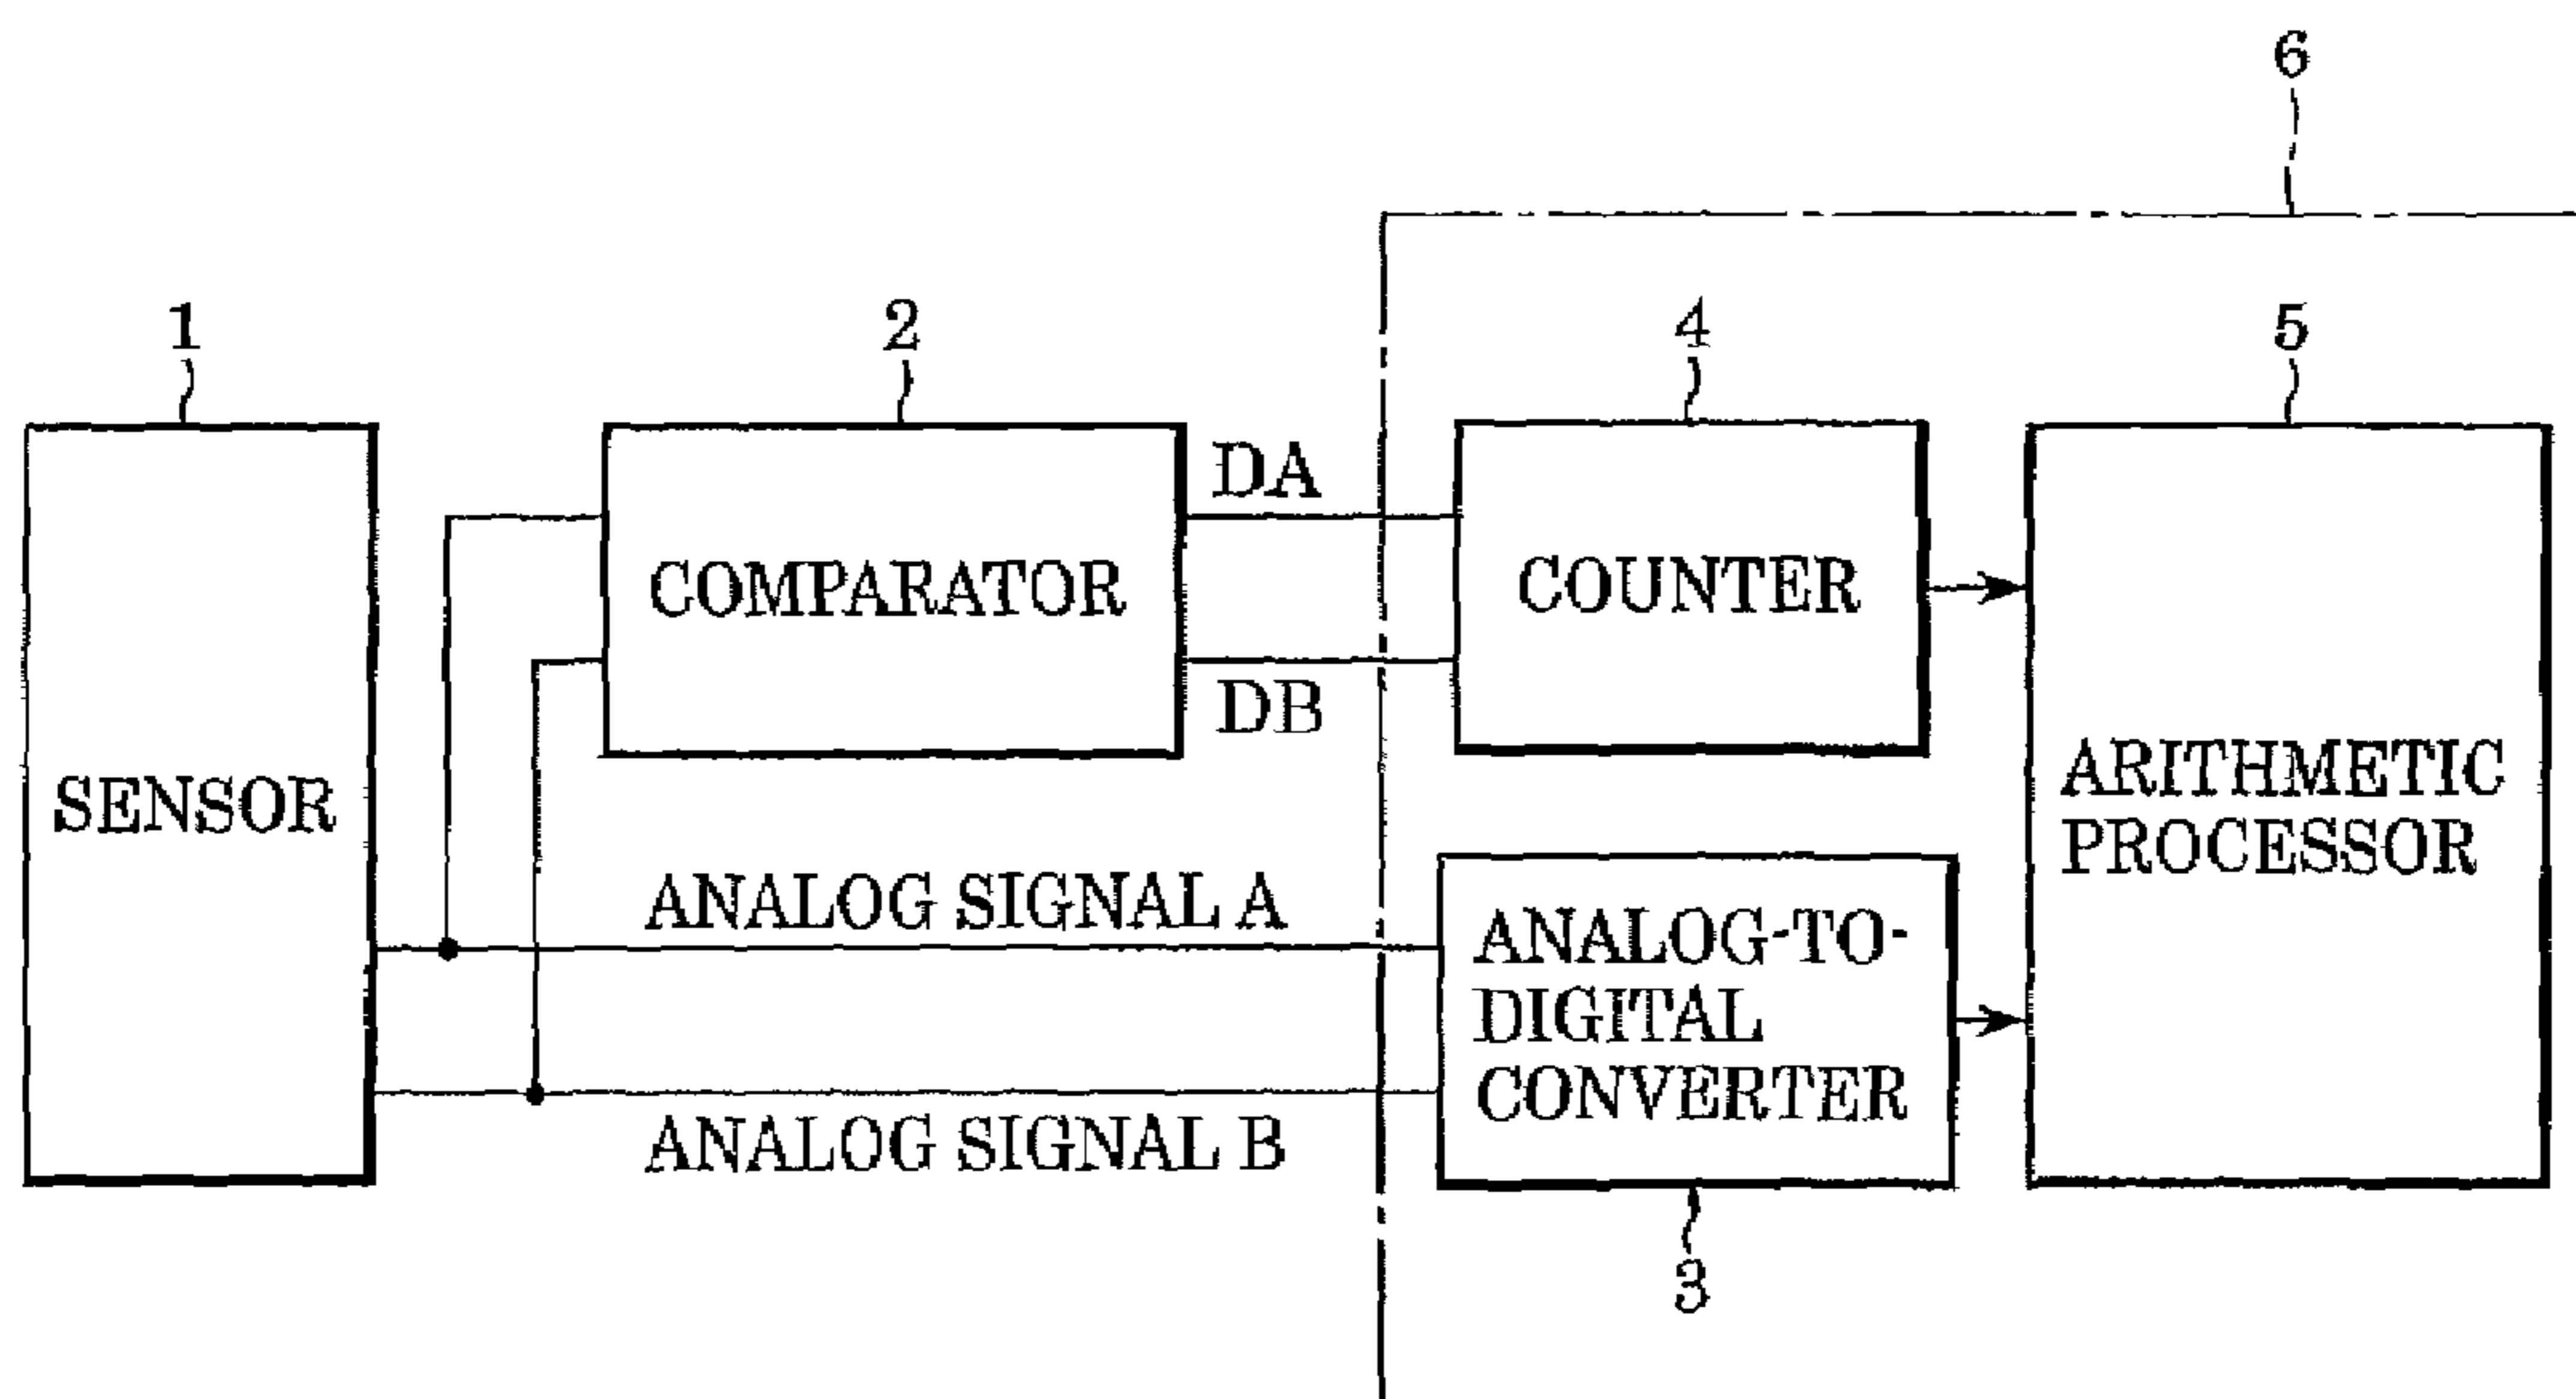 6
1
2
4
5
DA
COMPARATOR
COUNTER
DB
SENSOR
ARITHMETIC
PROCESSOR
ANALOG SIGNAL A
ANALOG-TO-
DIGITAL
CONVERTER
ANALOG SIGNAL B
3